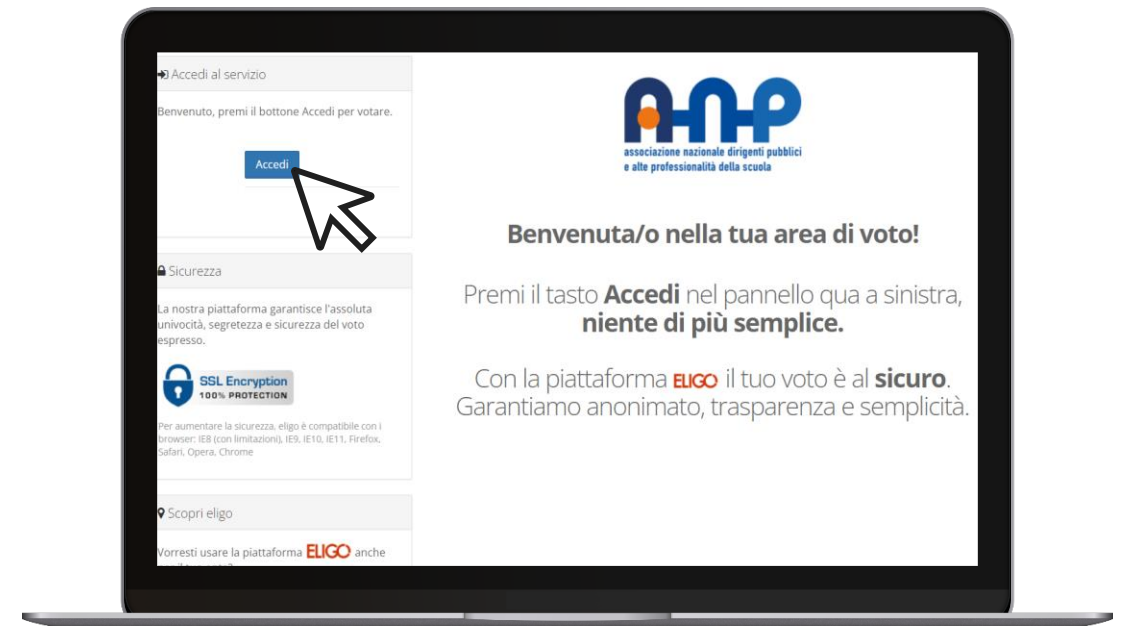 Accedi al servizio
Benvenuto, premi il bottone Accedi per votare.
Accedi
Sicurezza
La nostra piattaforma garantisce l'assoluta
univocità, segretezza e sicurezza del voto
espresso.
SSL Encryption
100% PROTECTION
Per aumentare la sicurezza, eligo è compatibile con i
browser: IE8 (con limitazioni), IE9, IE10, IE11, Firefox,
Safari, Opera, Chrome
Scopri eligo
Vorresti usare la piattaforma ELIGO anche
anp
associazione nazionale dirigenti pubblici
e alte professionalità della scuola
Benvenuta/o nella tua area di voto!
Premi il tasto Accedi nel pannello qua a sinistra,
niente di più semplice.
Con la piattaforma ELIGO il tuo voto è al sicuro.
Garantiamo anonimato, trasparenza e semplicità.